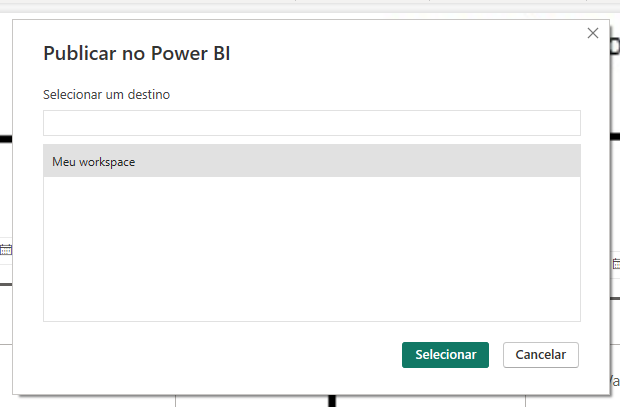 Publicar no Power BI
Selecionar um destino
Meu workspace
Selecionar
Cancelar